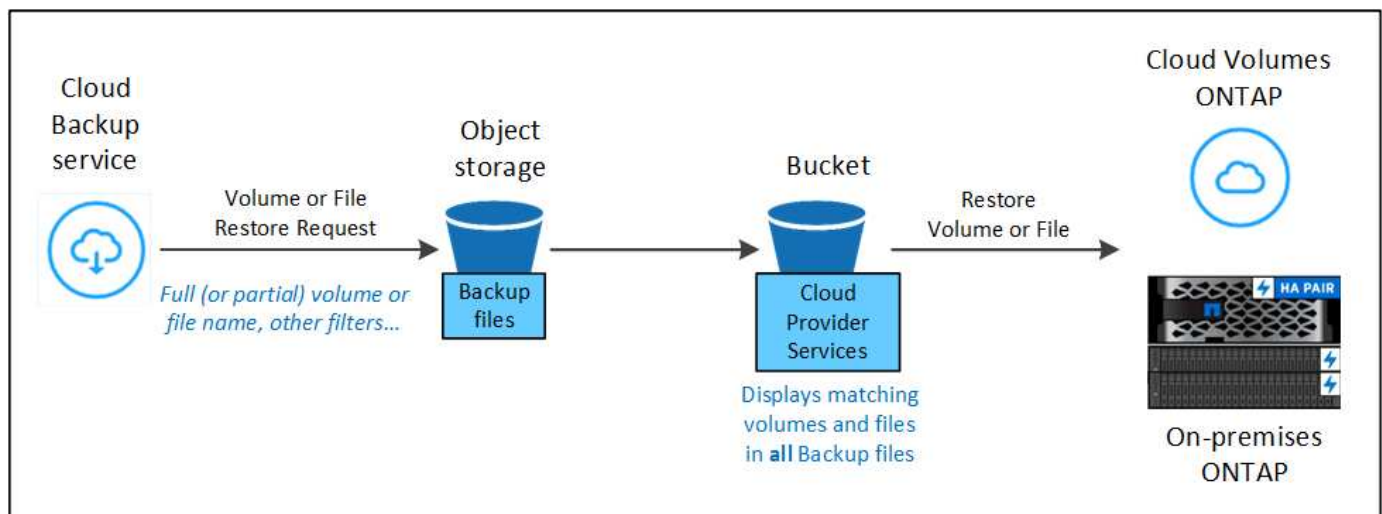 Cloud
Backup
service
Volume or File
Restore Request
Full (or partial) volume or
file name, other filters...
Object
storage
Backup
files
Bucket
Cloud
Provider
Services
Displays matching
volumes and files
in all Backup files
Restore
Volume or File
Cloud Volumes
ONTAP
HA PAIR
On-premises
ONTAP